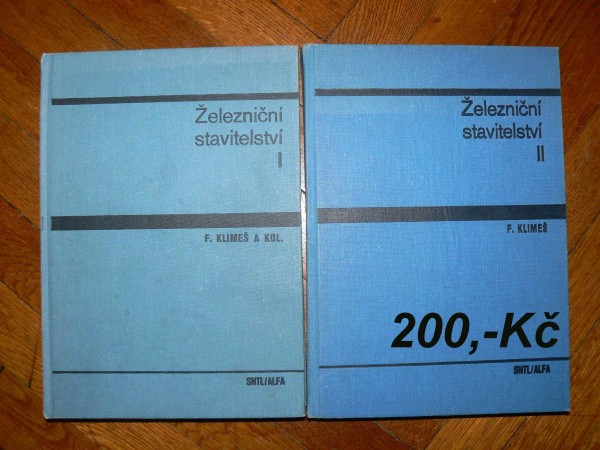 Železniční
stavitelství
I
F. KLIMEŠ A KOL.
SNTL/ALFA
Železniční
stavitelství
II
F. KLIMEŠ
200,-Kč
SNTL/ALFA